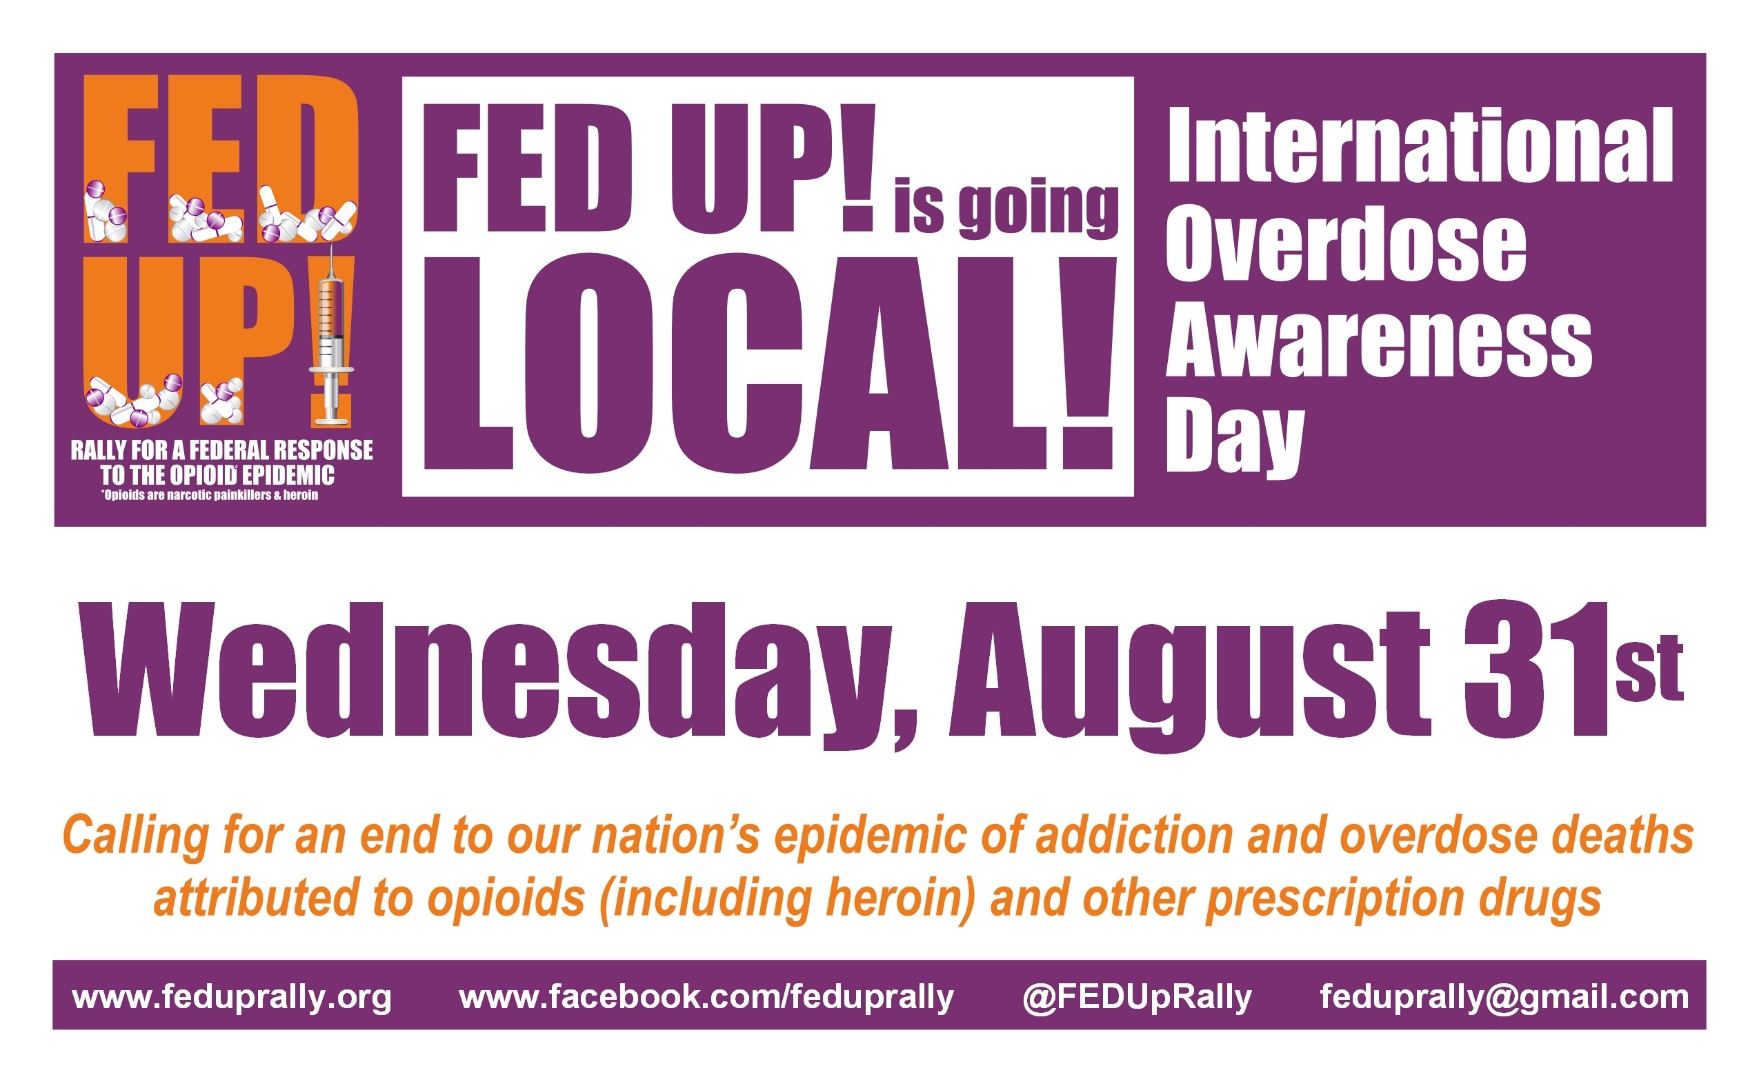 FED
UP!
RALLY FOR A FEDERAL RESPONSE
TO THE OPIOID* EPIDEMIC
*Opioids are narcotic painkillers & heroin
FED UP! is going
LOCAL!
International
Overdose
Awareness
Day
Wednesday, August 31st
Calling for an end to our nation’s epidemic of addiction and overdose deaths
attributed to opioids (including heroin) and other prescription drugs
www.feduprally.org www.facebook.com/feduprally @FEDUpRally feduprally@gmail.com